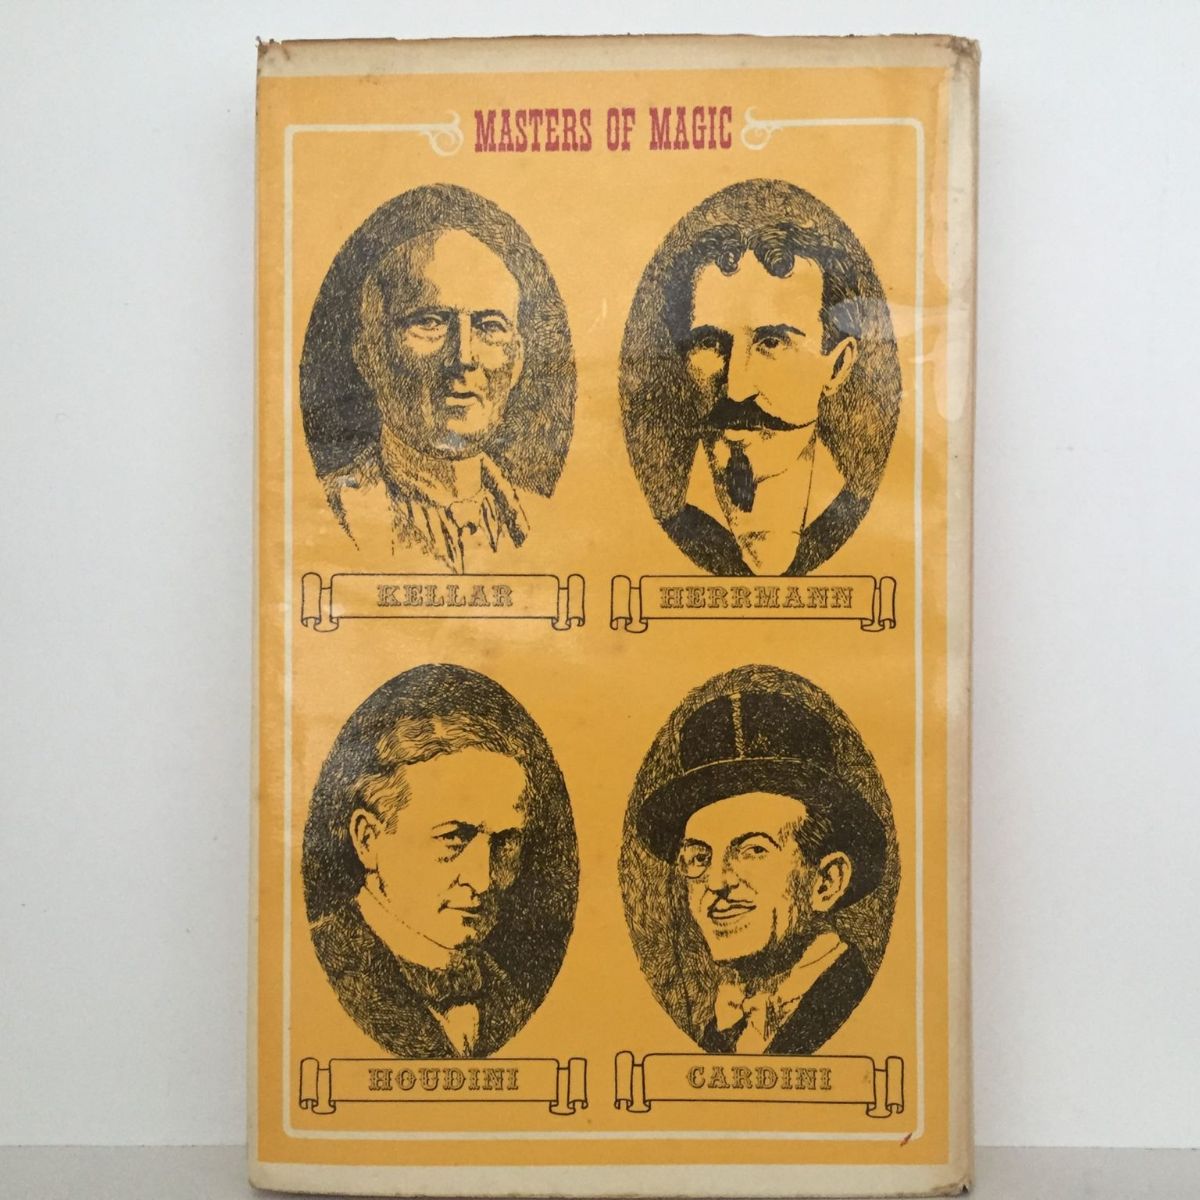 MASTERS OF MAGIC
KELLAR
HERRMANN
HOUDINI
CARDINI